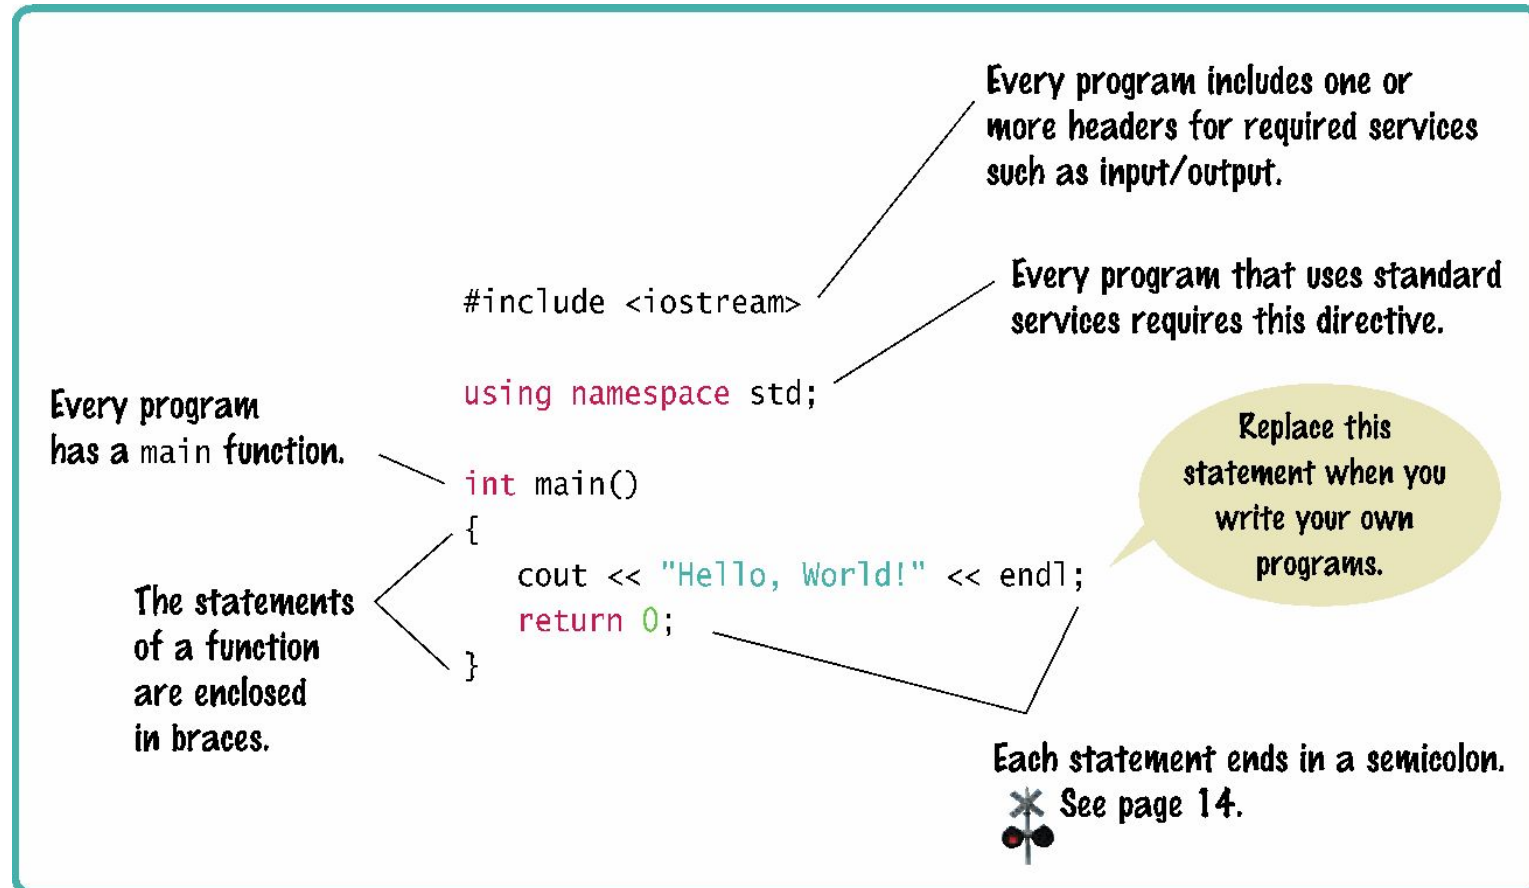 Every program includes one or
more headers for required services
such as input/output.
#include <iostream>
Every program that uses standard
services requires this directive.
using namespace std;
Every program
has a main function.
int main()
{
Replace this
statement when you
write your own
programs.
cout << "Hello, World!" << endl;
return 0;
}
The statements
of a function
are enclosed
in braces.
Each statement ends in a semicolon.
See page 14.